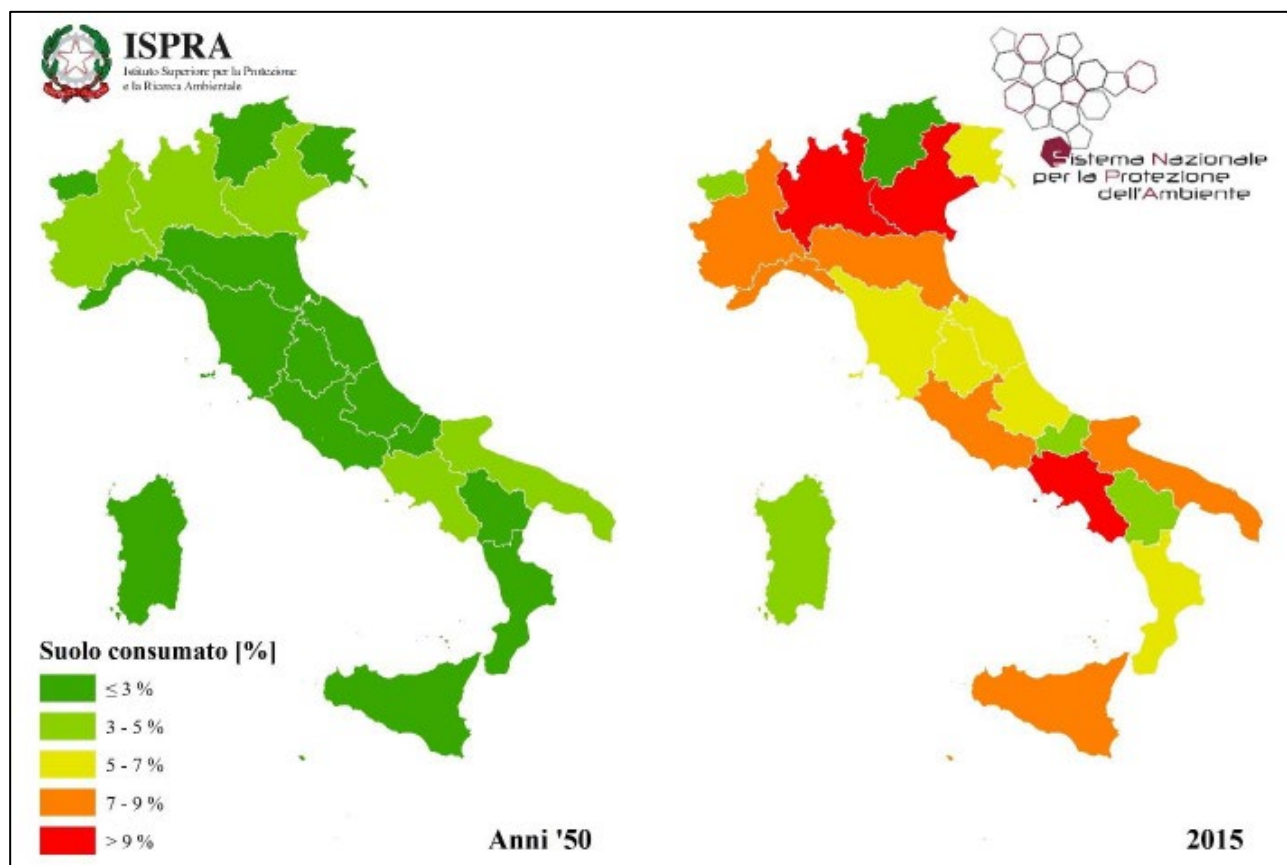 ISPRA
Istituto Superiore per la Protezione
e la Ricerca Ambientale
Sistema Nazionale
per la Protezione
dell'Ambiente
Suolo consumato [%]
≤ 3 %
3 - 5 %
5 - 7 %
7 - 9 %
> 9 %
Anni '50
2015